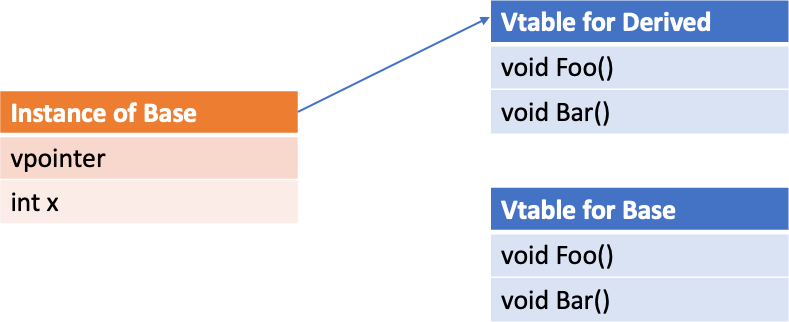 Instance of Base
vpointer
int x
Vtable for Derived
void Foo()
void Bar()
Vtable for Base
void Foo()
void Bar()